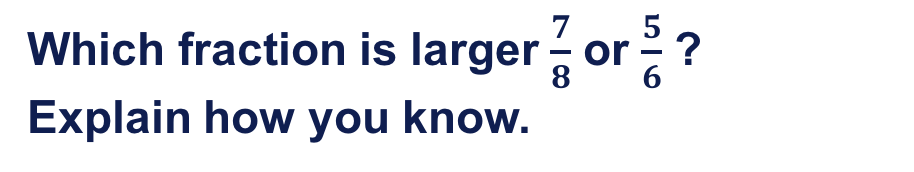 Which fraction is larger 7/8 or 5/6 ?
Explain how you know.